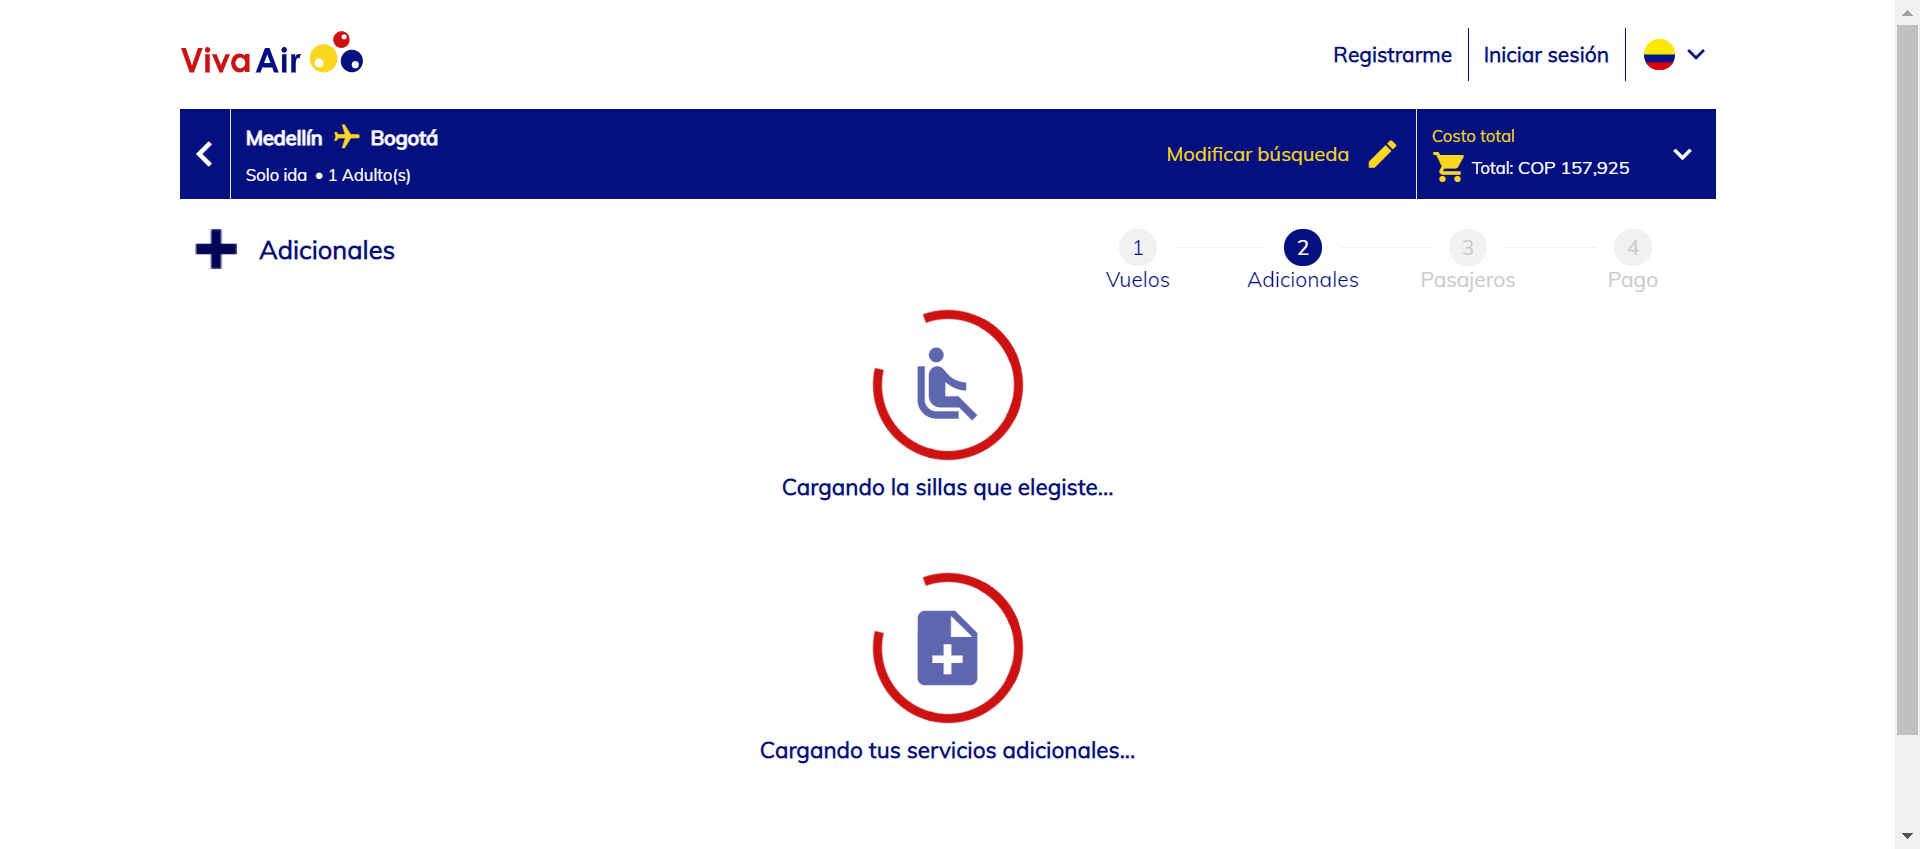 Viva Air
Registrarme
Iniciar sesión
Medellín Bogotá
Solo ida • 1 Adulto(s)
Modificar búsqueda
Costo total
Total: COP 157,925
Adicionales
1
Vuelos
2
Adicionales
3
Pasajeros
4
Pago
Cargando la sillas que elegiste...
Cargando tus servicios adicionales...